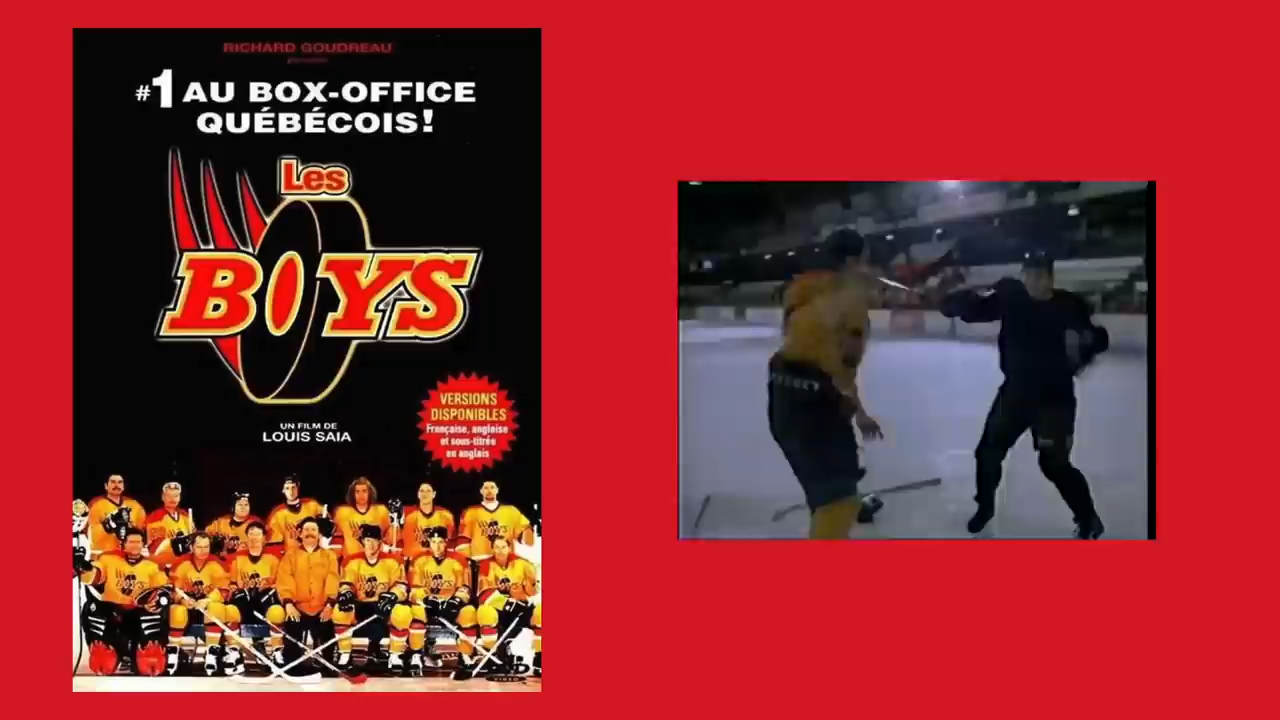 RICHARD GOUDREAU
#1 AU BOX-OFFICE
QUÉBÉCOIS!
Les
BOYS
UN FILM DE
LOUIS SAIA
VERSIONS
DISPONIBLES
Française, anglaise
et sous-titrée
en anglais